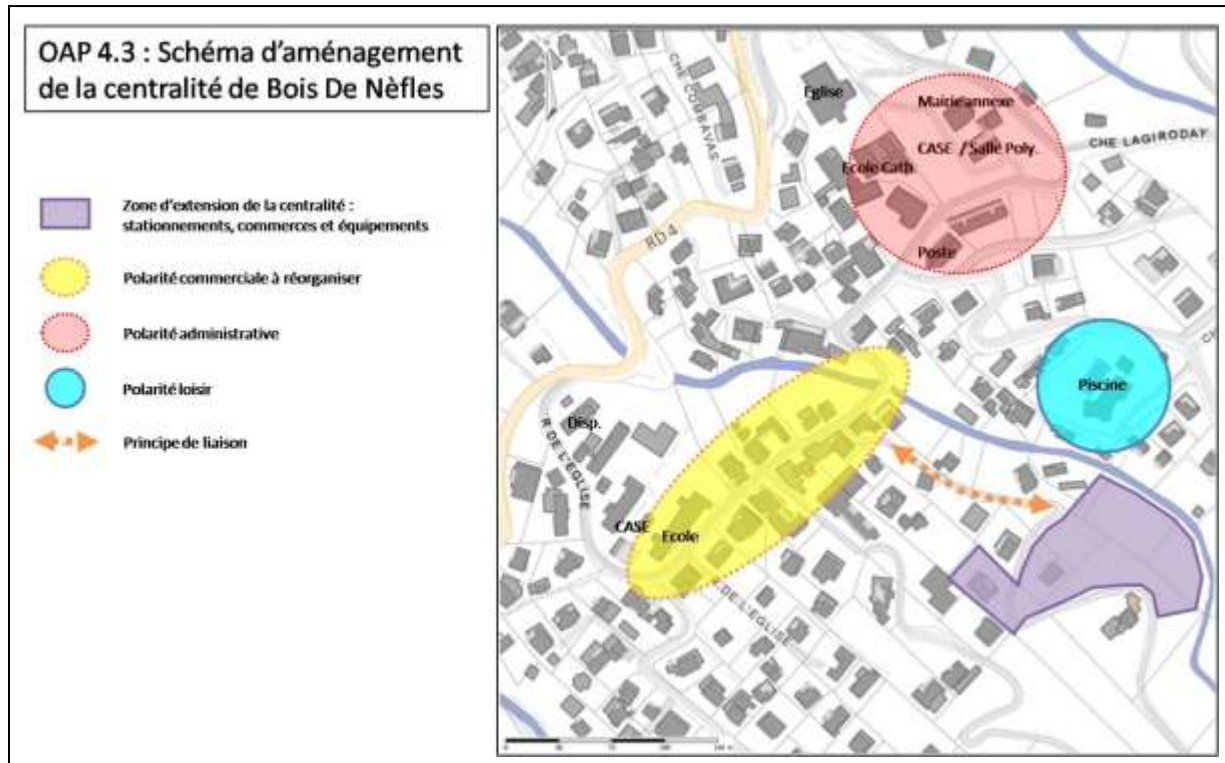 OAP 4.3 : Schéma d'aménagement
de la centralité de Bois De Nèfles
Zone d'extension de la centralité :
stationnements, commerces et équipements
Polarité commerciale à réorganiser
Polarité administrative
Polarité loisir
Principe de liaison
CHE COURAVAS
Eglise
Mairie annexe
CHE LAGIRODAY
CASE / Salle Poly.
Ecole Cath
RD 4
Poste
Piscine
Disp.
R DE L'EGLISE
CASE
Ecole
R DE L'EGLISE